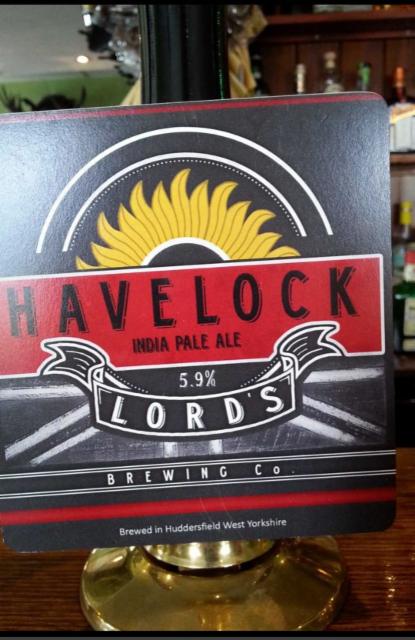 HAVELOCK
INDIA PALE ALE
5.9%
LORD'S
BREWING Co.
Brewed in Huddersfield West Yorkshire